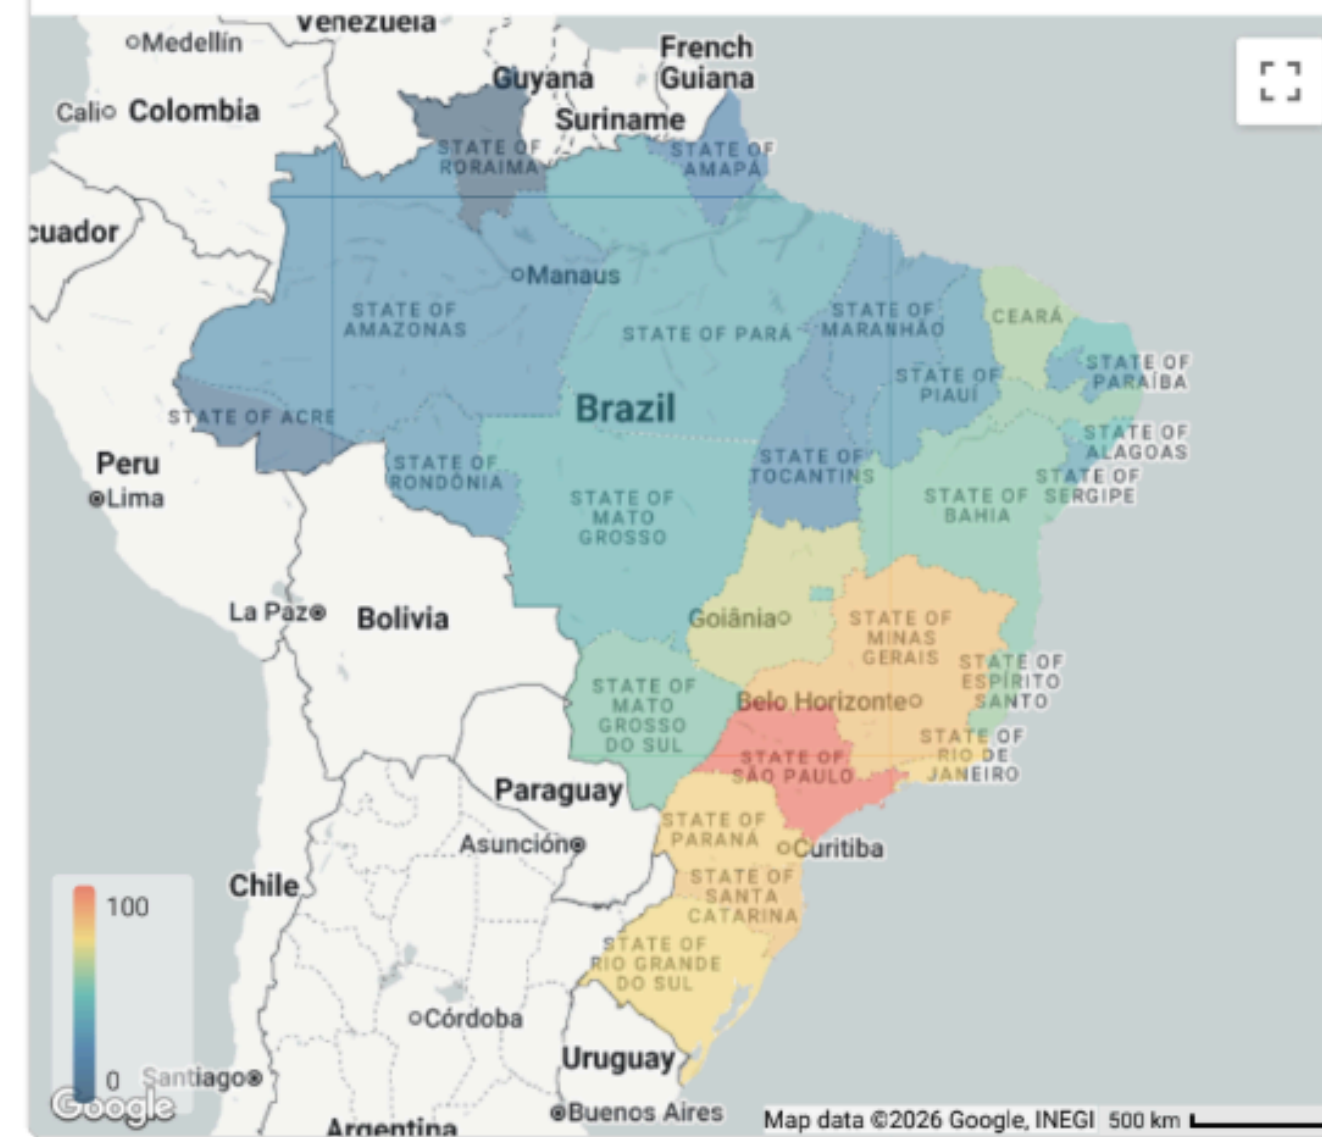 Venezuela
Medellín
French
Guiana
Guyana
Cali
Colombia
Suriname
STATE OF
RORAIMA
STATE OF
AMAPÁ
cuador
Manaus
STATE OF
AMAZONAS
STATE OF PARÁ
STATE OF
MARANHÃO
CEARÁ
STATE OF
PARAÍBA
STATE OF
PIAUÍ
STATE OF ACRE
Brazil
STATE OF
ALAGOAS
Peru
Lima
STATE OF
RONDÔNIA
STATE OF
TOCANTINS
STATE OF
SERGIPE
STATE OF
BAHIA
STATE OF
MATO
GROSSO
La Paz
Bolivia
Goiânia
STATE OF
MINAS
GERAIS
STATE OF
ESPÍRITO
SANTO
STATE OF
MATO
GROSSO
DO SUL
Belo Horizonte
STATE OF
RIO DE
JANEIRO
STATE OF
SÃO PAULO
Paraguay
STATE OF
PARANÁ
Asunción
Curitiba
Chile
STATE OF
SANTA
CATARINA
100
STATE OF
RIO GRANDE
DO SUL
Córdoba
Uruguay
0
Santiago
Google
Buenos Aires
Argentina
Map data ©2026 Google, INEGI
500 km